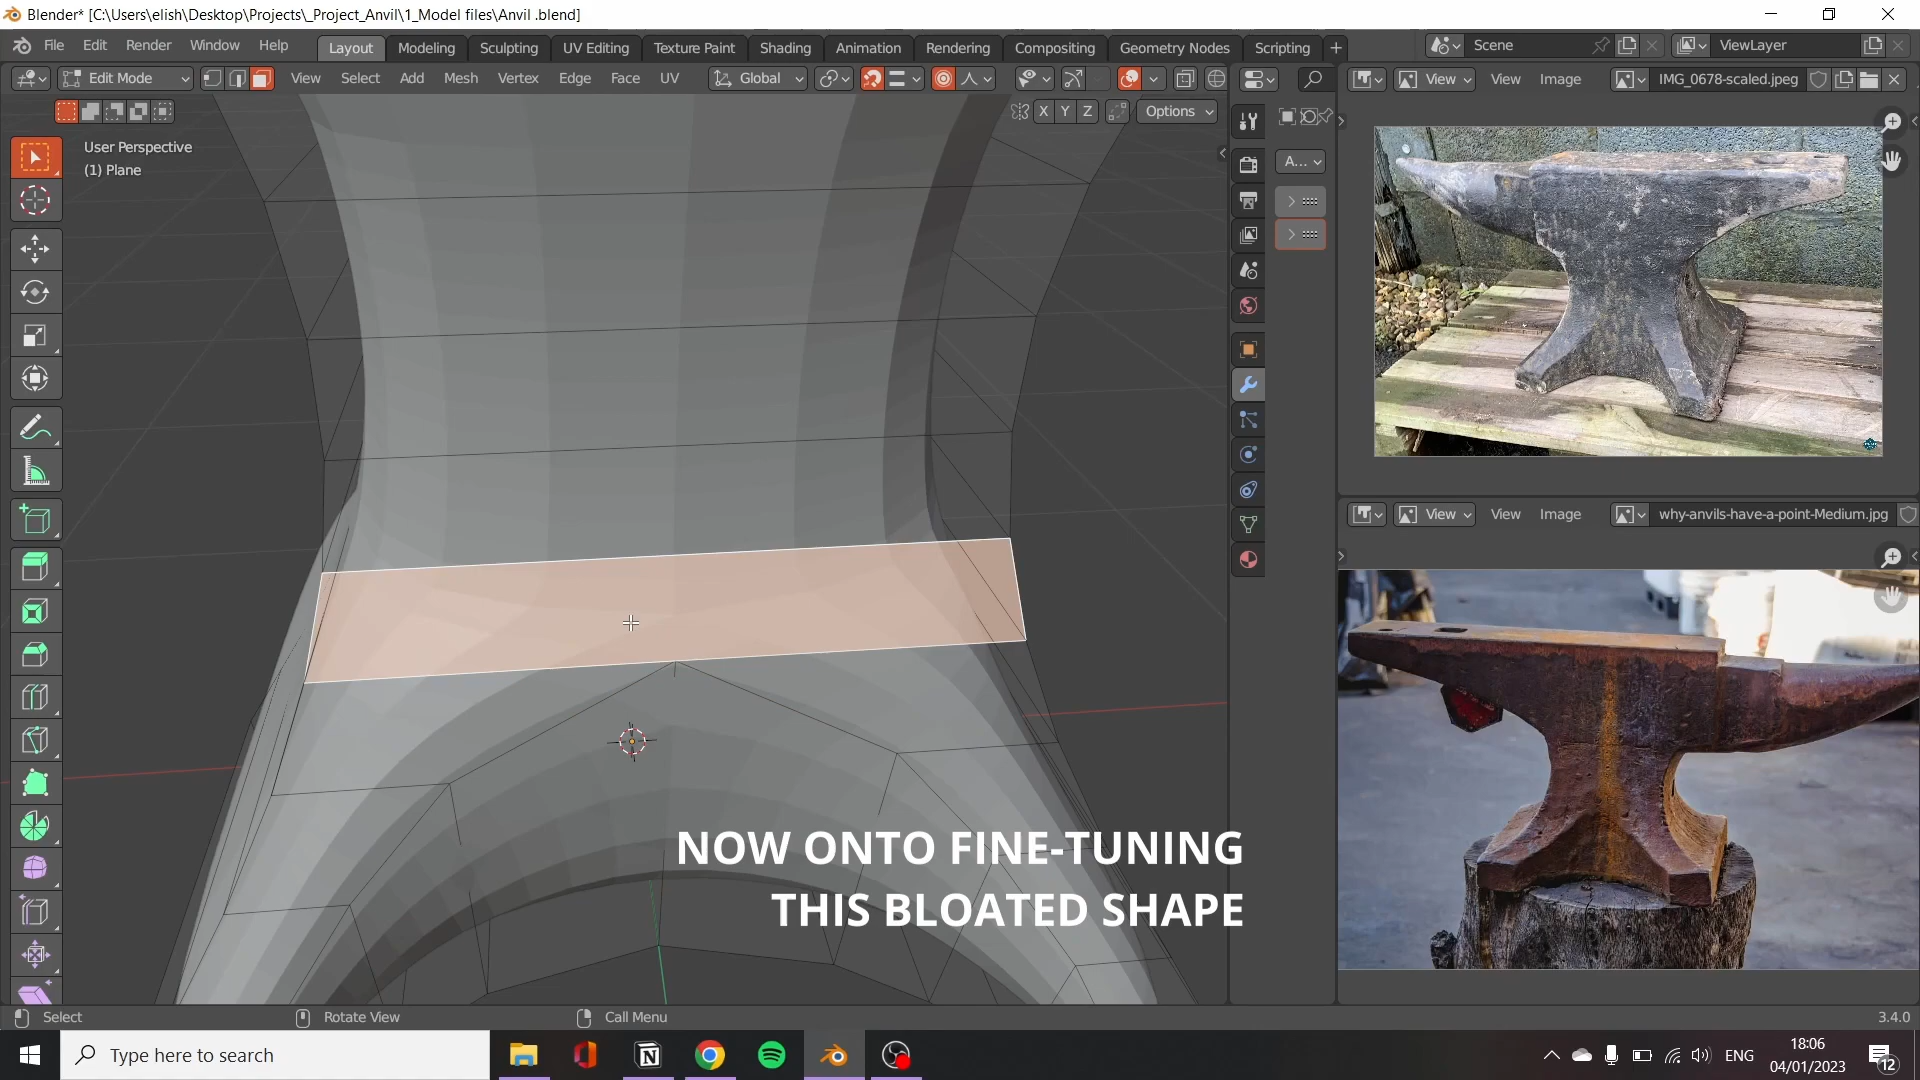 Blender* [C:\Users\elish\Desktop\Projects\_Project_Anvil\1_Model files\Anvil .blend]
File Edit Render Window Help Layout Modeling Sculpting UV Editing Texture Paint Shading Animation Rendering Compositing Geometry Nodes Scripting + Scene ViewLayer
Edit Mode View Select Add Mesh Vertex Edge Face UV Global View View Image IMG_0678-scaled.jpeg
X Y Z Options
User Perspective
(1) Plane
A...
View View Image why-anvils-have-a-point-Medium.jpg
NOW ONTO FINE-TUNING
THIS BLOATED SHAPE
Select Rotate View Call Menu 3.4.0
Type here to search ENG 18:06
04/01/2023 12